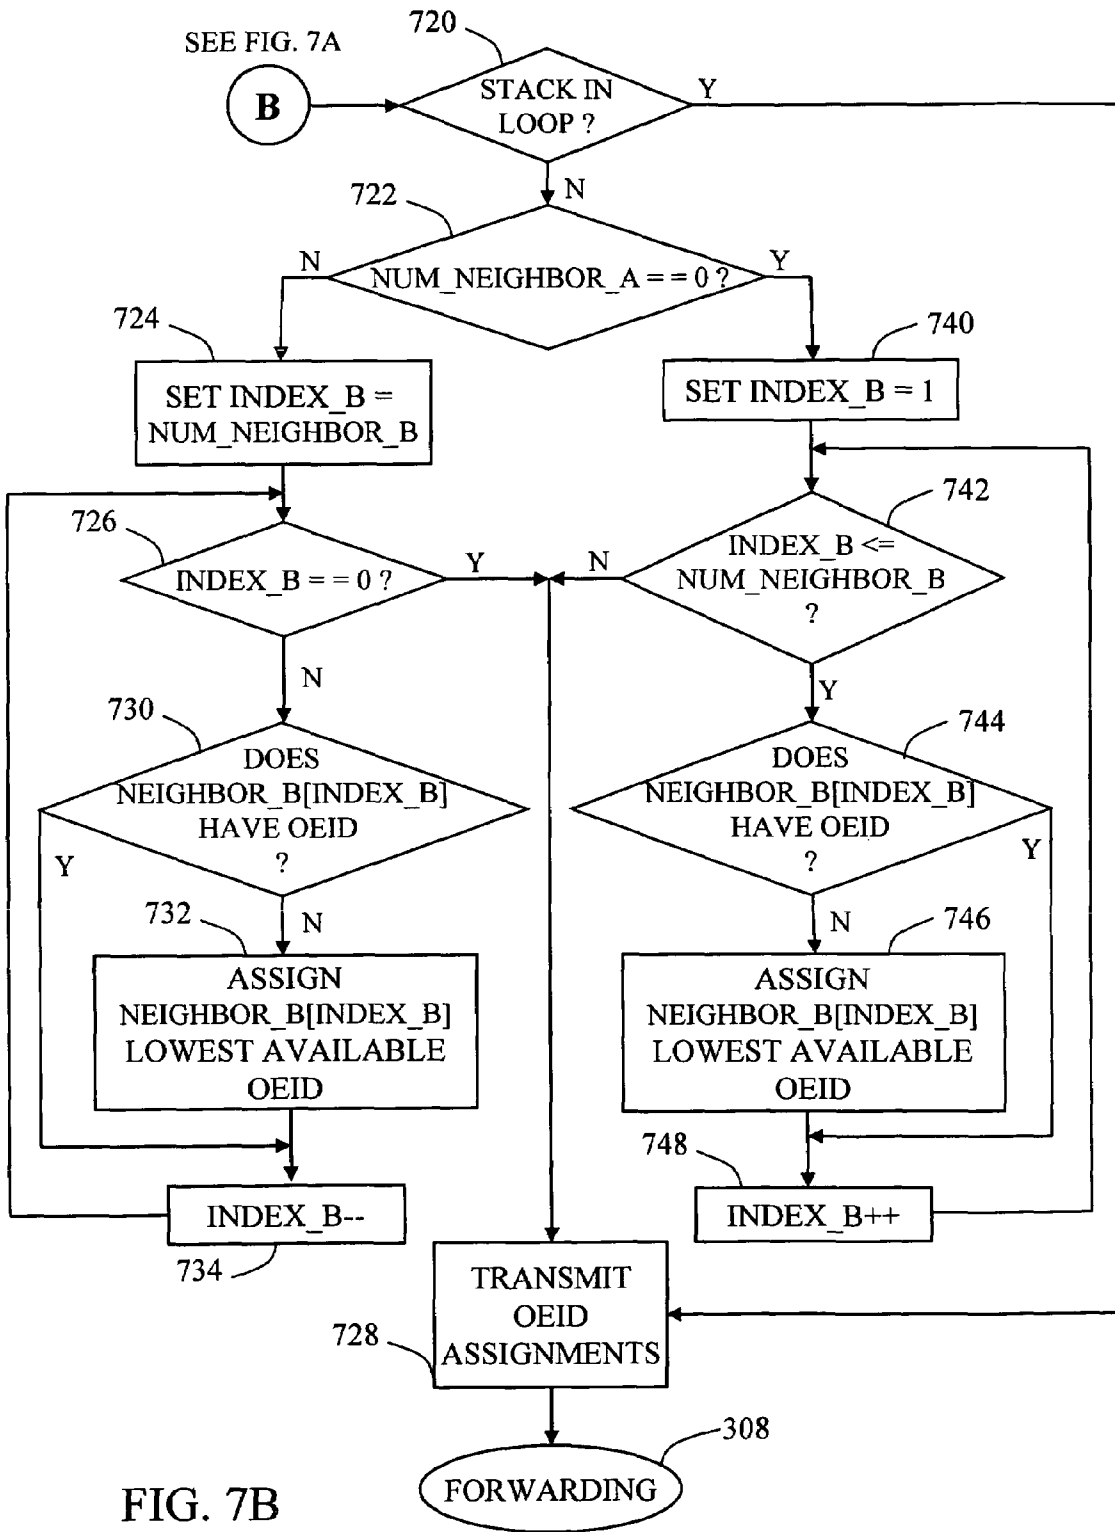 720
SEE FIG. 7A
B
STACK IN
LOOP ?
Y
N
722
N
NUM_NEIGHBOR_A = = 0 ?
Y
724
740
SET INDEX_B =
NUM_NEIGHBOR_B
SET INDEX_B = 1
726
742
INDEX_B = = 0 ?
Y
N
INDEX_B <=
NUM_NEIGHBOR_B
?
N
Y
730
744
DOES
NEIGHBOR_B[INDEX_B]
HAVE OEID
?
Y
DOES
NEIGHBOR_B[INDEX_B]
HAVE OEID
?
Y
732
N
N
746
ASSIGN
NEIGHBOR_B[INDEX_B]
LOWEST AVAILABLE
OEID
ASSIGN
NEIGHBOR_B[INDEX_B]
LOWEST AVAILABLE
OEID
748
INDEX_B--
INDEX_B++
734
TRANSMIT
OEID
ASSIGNMENTS
728
308
FORWARDING
FIG. 7B